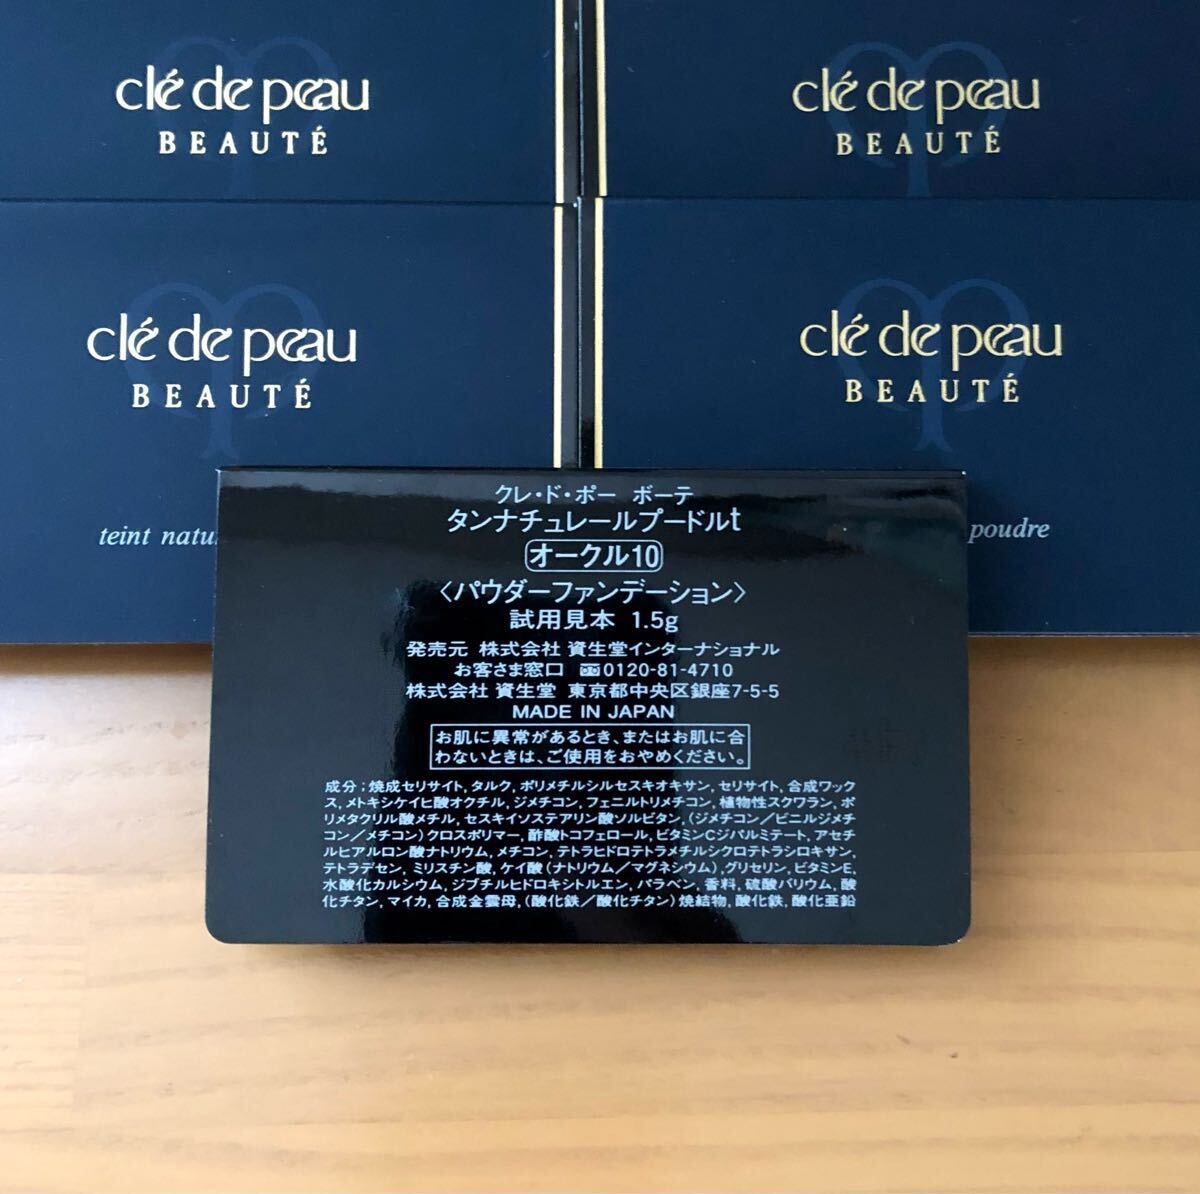 clé de peau
BEAUTÉ
clé de peau
BEAUTÉ
clé de peau
BEAUTÉ
clé de peau
BEAUTÉ
teint natu
poudre
クレ・ド・ポー ボーテ
タンナチュレールプードルt
オークル10
〈パウダーファンデーション〉
試用見本 1.5g
発売元 株式会社 資生堂インターナショナル
お客さま窓口 0120-81-4710
株式会社 資生堂 東京都中央区銀座7-5-5
MADE IN JAPAN
お肌に異常があるとき、またはお肌に合
わないときは、ご使用をおやめください。
成分；焼成セリサイト, タルク, ポリメチルシルセスキオキサン, セリサイト, 合成ワック
ス, メトキシケイヒ酸オクチル, ジメチコン, フェニルトリメチコン, 植物性スクワラン, ポ
リメタクリル酸メチル, セスキイソステアリン酸ソルビタン, (ジメチコン／ビニルジメチ
コン／メチコン)クロスポリマー, 酢酸トコフェロール, ビタミンCジパルミテート, アセチ
ルヒアルロン酸ナトリウム, メチコン, テトラヒドロテトラメチルシクロテトラシロキサン,
テトラデセン, ミリスチン酸, ケイ酸(ナトリウム／マグネシウム), グリセリン, ビタミンE,
水酸化カルシウム, ジブチルヒドロキシトルエン, パラベン, 香料, 硫酸バリウム, 酸
化チタン, マイカ, 合成金雲母, (酸化鉄／酸化チタン)焼結物, 酸化鉄, 酸化亜鉛